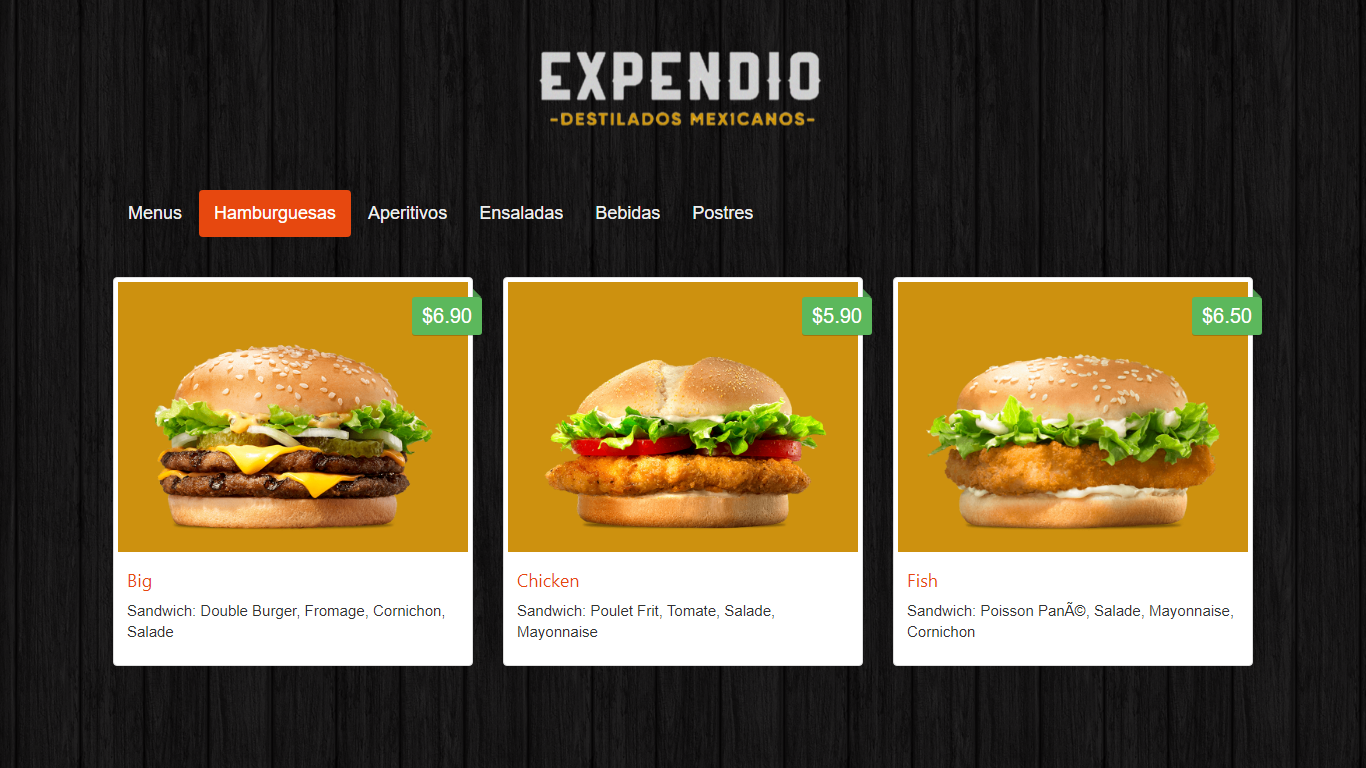 EXPENDIO
-DESTILADOS MEXICANOS-
Menus Hamburguesas Aperitivos Ensaladas Bebidas Postres
$6.90
$5.90
$6.50
Big
Sandwich: Double Burger, Fromage, Cornichon,
Salade
Chicken
Sandwich: Poulet Frit, Tomate, Salade,
Mayonnaise
Fish
Sandwich: Poisson PanÃ©, Salade, Mayonnaise,
Cornichon